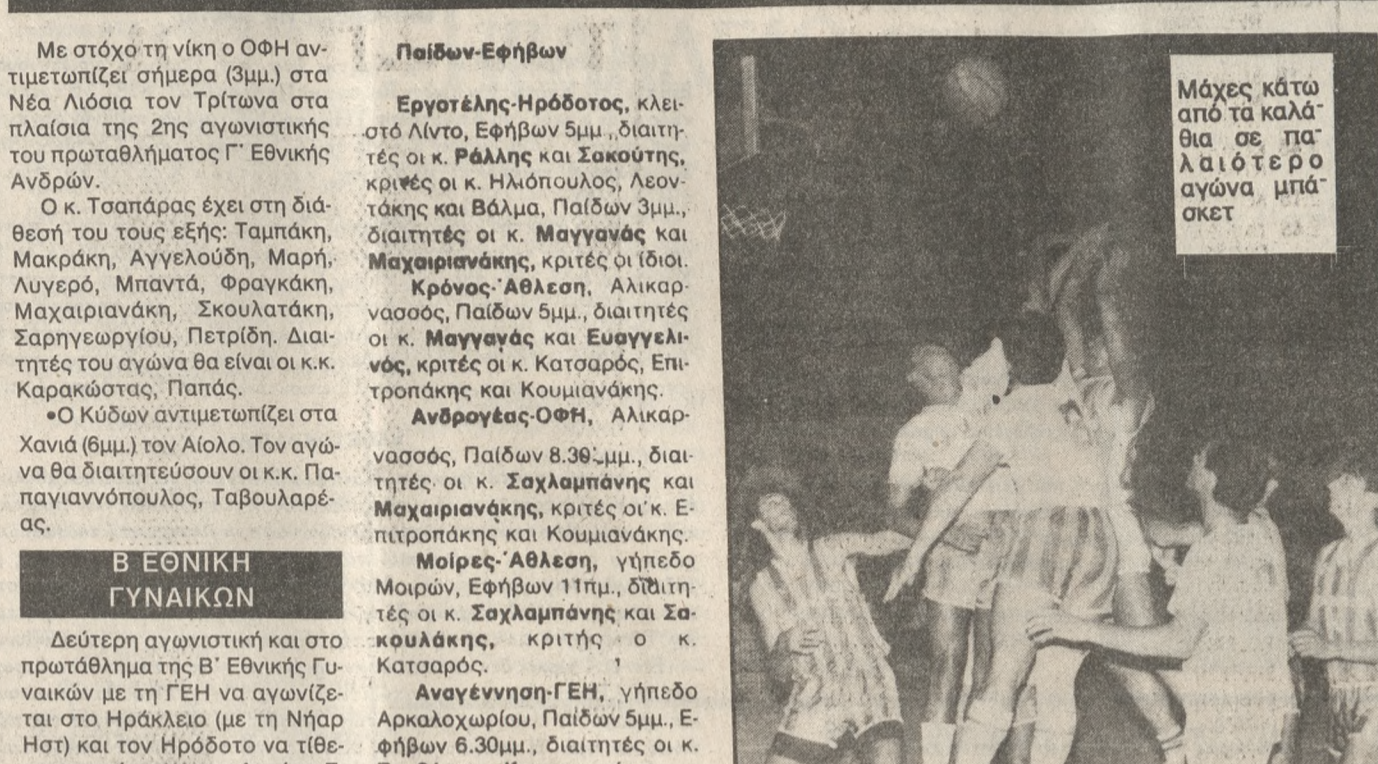 Με στόχο τη νίκη ο ΟΦΗ αν-
τιμετωπίζει σήμερα (3μμ.) στα
Νέα Λιόσια τον Τρίτωνα στα
πλαίσια της 2ης αγωνιστικής
του πρωταθλήματος Γ' Εθνικής
Ανδρών.
Ο κ. Τσαπάρας έχει στη διά-
θεσή του τους εξής: Ταμπάκη,
Μακράκη, Αγγελούδη, Μαρή,
Λυγερό, Μπαντά, Φραγκάκη,
Μαχαιριανάκη, Σκουλατάκη,
Σαρηγεωργίου, Πετρίδη. Διαι-
τητές του αγώνα θα είναι οι κ.κ.
Καρακώστας, Παπάς.
•Ο Κύδων αντιμετωπίζει στα
Χανιά (6μμ.) τον Αίολο. Τον αγώ-
να θα διαιτητεύσουν οι κ.κ. Πα-
παγιαννόπουλος, Ταβουλαρέ-
ας.
Β ΕΘΝΙΚΗ
ΓΥΝΑΙΚΩΝ
Δεύτερη αγωνιστική και στο
πρωτάθλημα της Β' Εθνικής Γυ-
ναικών με τη ΓΕΗ να αγωνίζε-
ται στο Ηράκλειο (με τη Νήαρ
Ηστ) και τον Ηρόδοτο να τίθε-
Παίδων-Εφήβων
Εργοτέλης-Ηρόδοτος, κλει-
στό Λίντο, Εφήβων 5μμ., διαιτη-
τές οι κ. Ράλλης και Σακούτης,
κριτές οι κ. Ηλιόπουλος, Λεον-
τάκης και Βάλμα, Παίδων 3μμ.,
διαιτητές οι κ. Μαγγανάς και
Μαχαιριανάκης, κριτές οι ίδιοι.
Κρόνος-Άθλεση, Αλικαρ-
νασσός, Παίδων 5μμ., διαιτητές
οι κ. Μαγγανάς και Ευαγγελι-
νός, κριτές οι κ. Κατσαρός, Επι-
τροπάκης και Κουμιανάκης.
Ανδρογέας-ΟΦΗ, Αλικαρ-
νασσός, Παίδων 8.30 μμ., διαι-
τητές οι κ. Σαχλαμπάνης και
Μαχαιριανάκης, κριτές οι κ. Ε-
πιτροπάκης και Κουμιανάκης.
Μοίρες-Άθλεση, γήπεδο
Μοιρών, Εφήβων 11πμ., διαιτη-
τές οι κ. Σαχλαμπάνης και Σα-
κουλάκης, κριτής ο κ.
Κατσαρός.
Αναγέννηση-ΓΕΗ, γήπεδο
Αρκαλοχωρίου, Παίδων 5μμ., Ε-
φήβων 6.30μμ., διαιτητές οι κ.
Μάχες κάτω
από τα καλά-
θια σε πα-
λαιότερο
αγώνα μπά-
σκετ